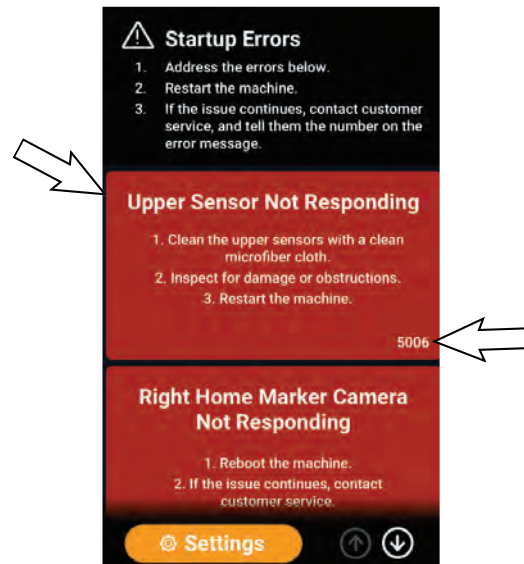 Startup Errors
1. Address the errors below.
2. Restart the machine.
3. If the issue continues, contact customer
service, and tell them the number on the
error message.
Upper Sensor Not Responding
1. Clean the upper sensors with a clean
microfiber cloth.
2. Inspect for damage or obstructions.
3. Restart the machine.
5006
Right Home Marker Camera
Not Responding
1. Reboot the machine.
2. If the issue continues, contact
customer service.
Settings